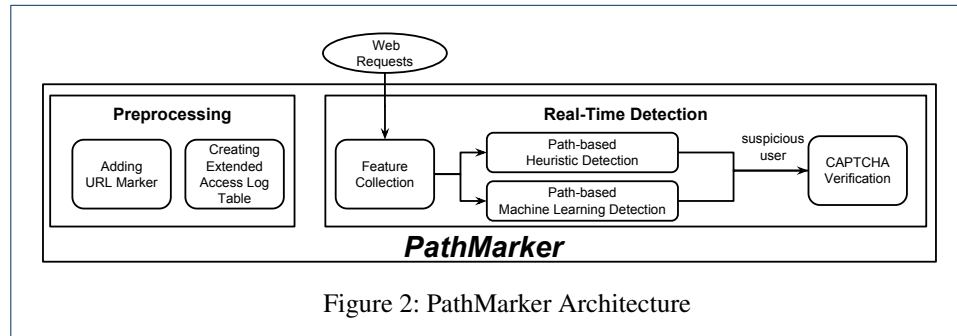 Web
Requests
Preprocessing
Adding
URL Marker
Creating
Extended
Access Log
Table
Real-Time Detection
Feature
Collection
Path-based
Heuristic Detection
Path-based
Machine Learning Detection
suspicious
user
CAPTCHA
Verification
PathMarker
Figure 2: PathMarker Architecture